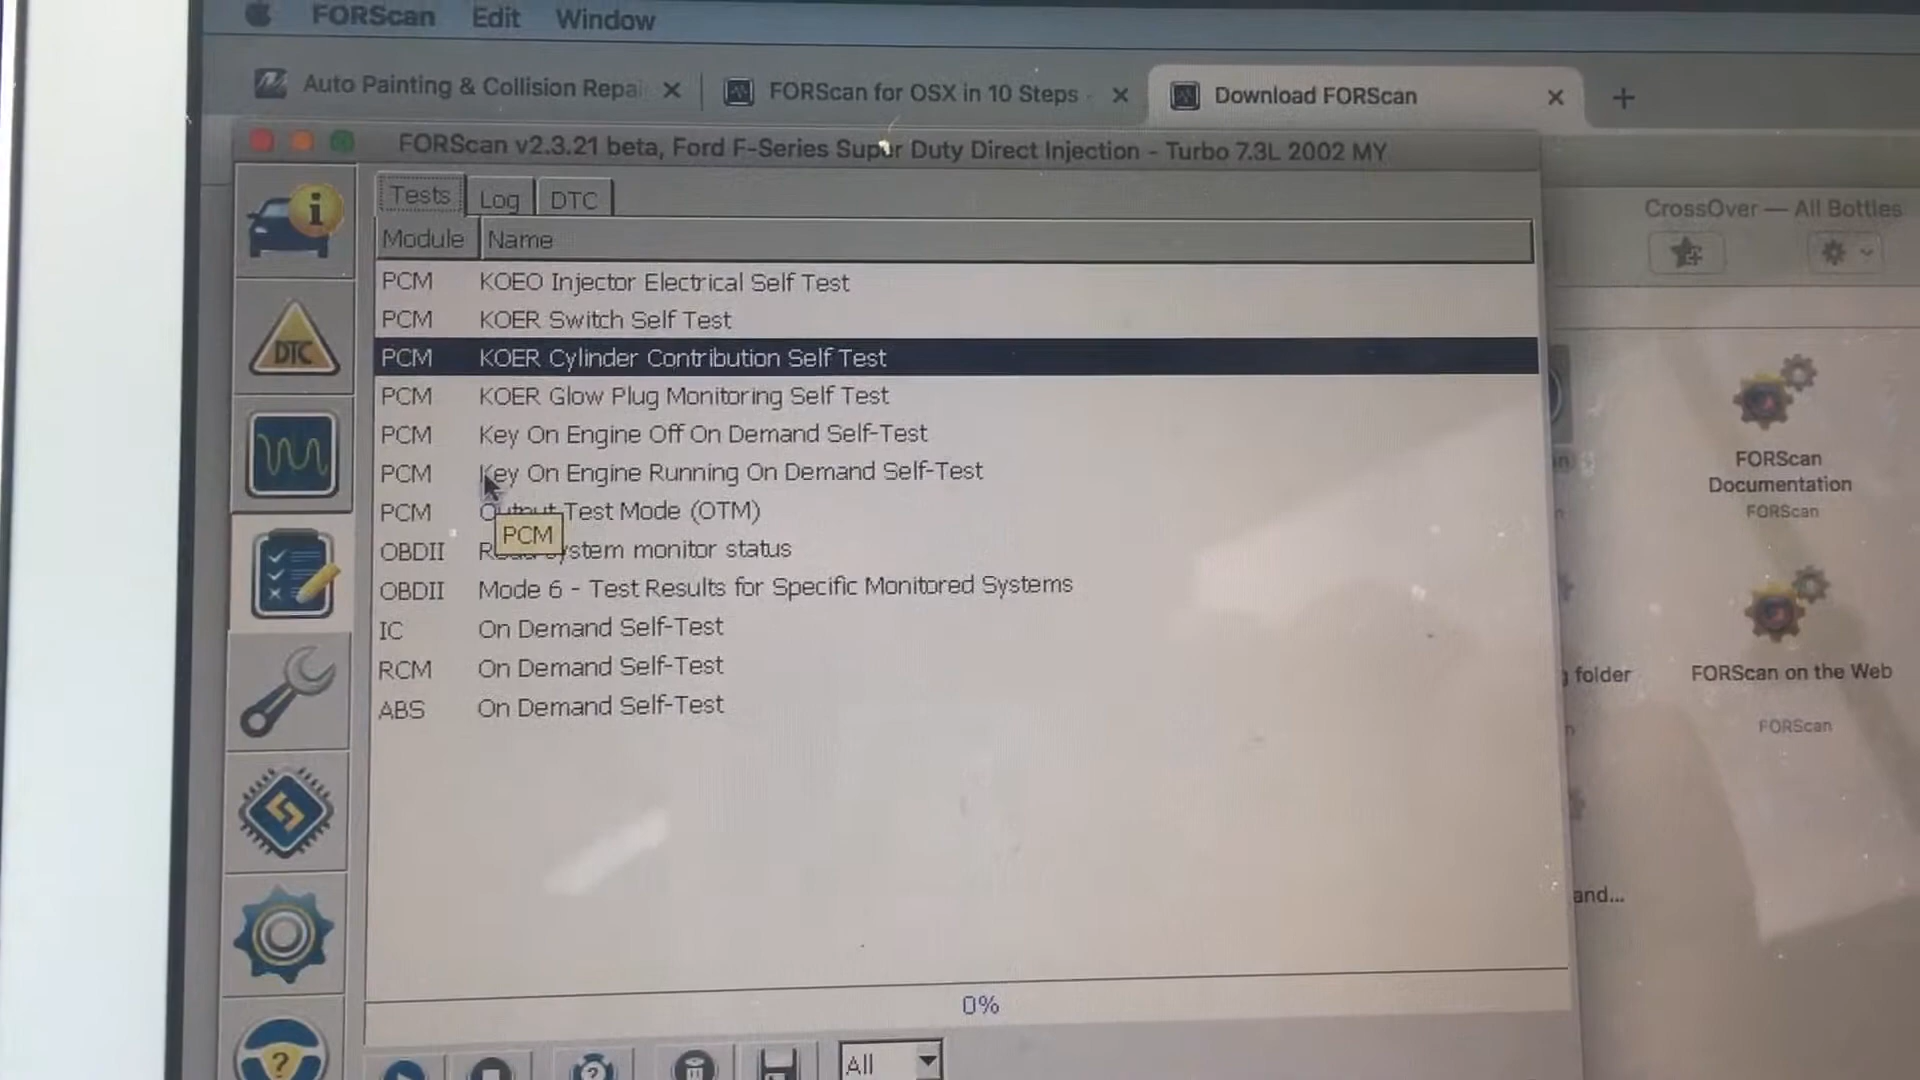 FORScan Edit Window
Auto Painting & Collision Repai
FORScan for OSX in 10 Steps
Download FORScan
FORScan v2.3.21 beta, Ford F-Series Super Duty Direct Injection - Turbo 7.3L 2002 MY
Tests Log DTC
Module Name
PCM KOEO Injector Electrical Self Test
PCM KOER Switch Self Test
PCM KOER Cylinder Contribution Self Test
PCM KOER Glow Plug Monitoring Self Test
PCM Key On Engine Off On Demand Self-Test
PCM Key On Engine Running On Demand Self-Test
PCM Output Test Mode (OTM)
PCM
OBDII system monitor status
OBDII Mode 6 - Test Results for Specific Monitored Systems
IC On Demand Self-Test
RCM On Demand Self-Test
ABS On Demand Self-Test
0%
All
DTC
CrossOver — All Bottles
FORScan
Documentation
FORScan
folder
FORScan on the Web
FORScan
and...